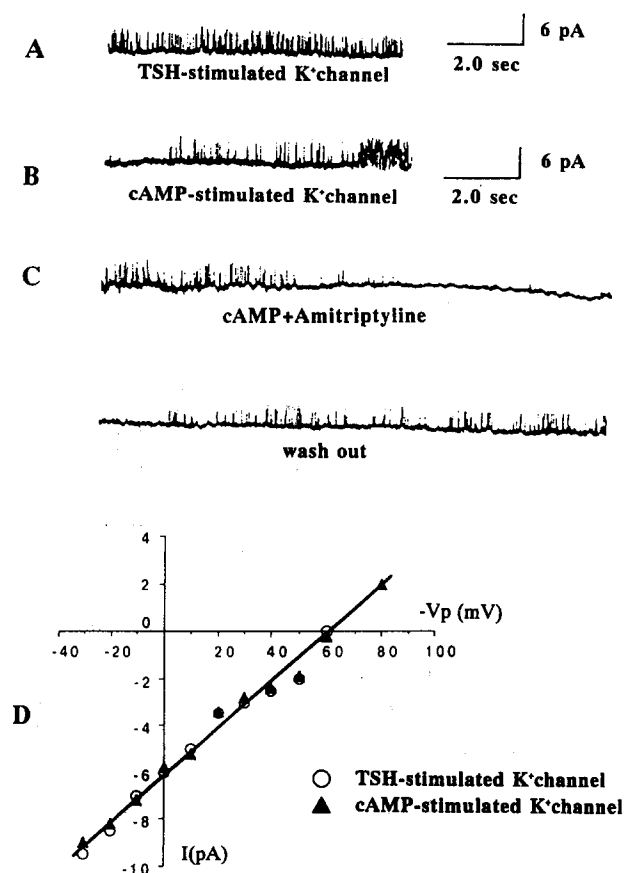 A
TSH-stimulated K⁺channel
6 pA
2.0 sec
B
cAMP-stimulated K⁺channel
6 pA
2.0 sec
C
cAMP+Amitriptyline
wash out
D
4
2
0
-2
-4
-6
-8
-10
-40 -20 0 20 40 60 80 100
-Vp (mV)
I(pA)
TSH-stimulated K⁺channel
cAMP-stimulated K⁺channel